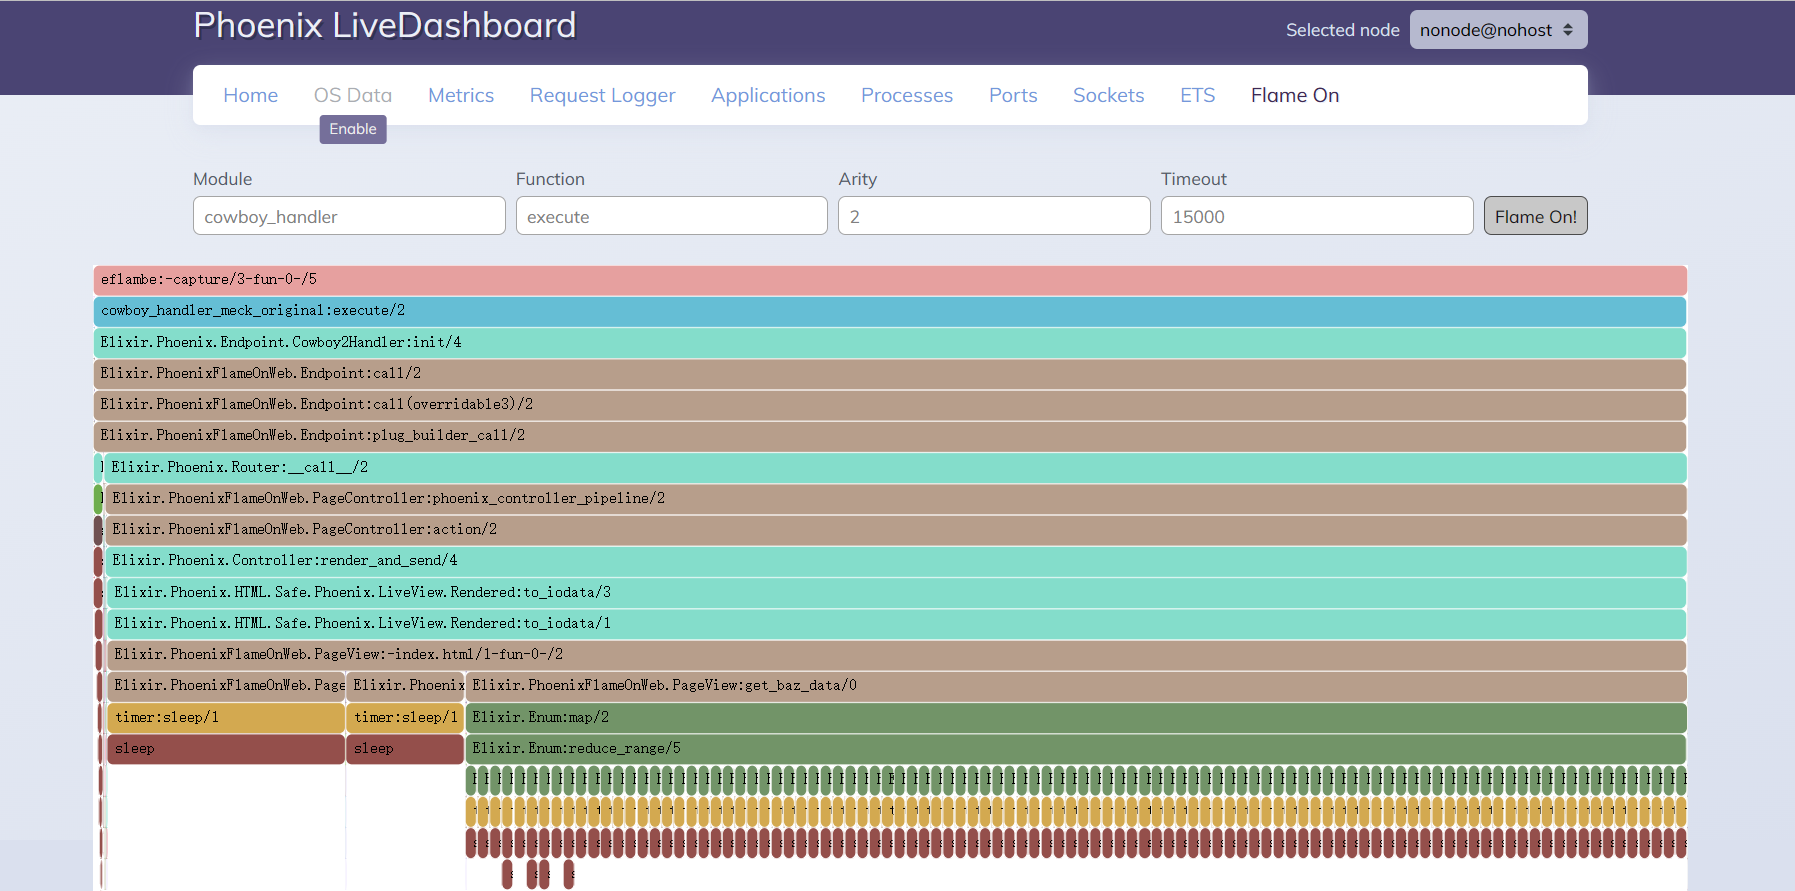 Phoenix LiveDashboard
Selected node nonode@nohost
Home OS Data Metrics Request Logger Applications Processes Ports Sockets ETS Flame On
Enable
Module Function Arity Timeout
cowboy_handler execute 2 15000 Flame On!
eflambe:-capture/3-fun-0-/5
cowboy_handler_meck_original:execute/2
Elixir.Phoenix.Endpoint.Cowboy2Handler:init/4
Elixir.PhoenixFlameOnWeb.Endpoint:call/2
Elixir.PhoenixFlameOnWeb.Endpoint:call(overridable3)/2
Elixir.PhoenixFlameOnWeb.Endpoint:plug_builder_call/2
Elixir.Phoenix.Router:__call__/2
Elixir.PhoenixFlameOnWeb.PageController:phoenix_controller_pipeline/2
Elixir.PhoenixFlameOnWeb.PageController:action/2
Elixir.Phoenix.Controller:render_and_send/4
Elixir.Phoenix.HTML.Safe.Phoenix.LiveView.Rendered:to_iodata/3
Elixir.Phoenix.HTML.Safe.Phoenix.LiveView.Rendered:to_iodata/1
Elixir.PhoenixFlameOnWeb.PageView:-index.html/1-fun-0-/2
Elixir.PhoenixFlameOnWeb.Page Elixir.Phoenix Elixir.PhoenixFlameOnWeb.PageView:get_baz_data/0
timer:sleep/1 timer:sleep/1 Elixir.Enum:map/2
sleep sleep Elixir.Enum:reduce_range/5